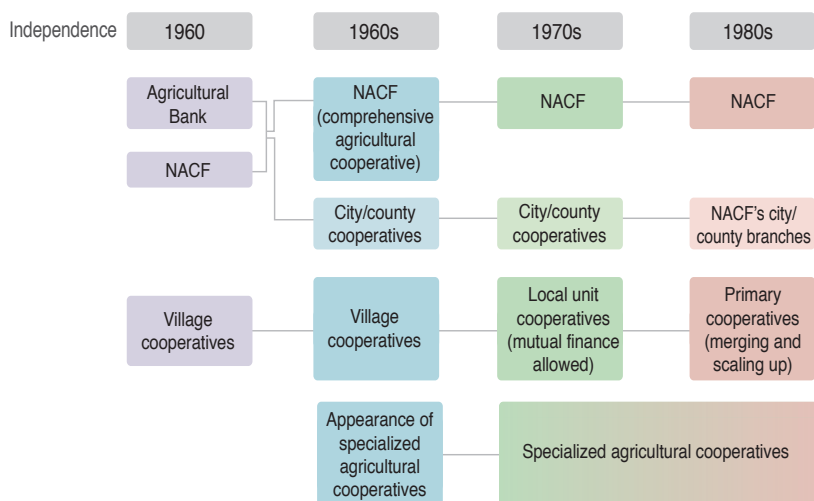 Independence
1960
1960s
1970s
1980s
Agricultural
Bank
NACF
(comprehensive
agricultural
cooperative)
NACF
NACF
NACF
City/county
cooperatives
City/county
cooperatives
NACF's city/
county branches
Village
cooperatives
Village
cooperatives
Local unit
cooperatives
(mutual finance
allowed)
Primary
cooperatives
(merging and
scaling up)
Appearance of
specialized
agricultural
cooperatives
Specialized agricultural cooperatives